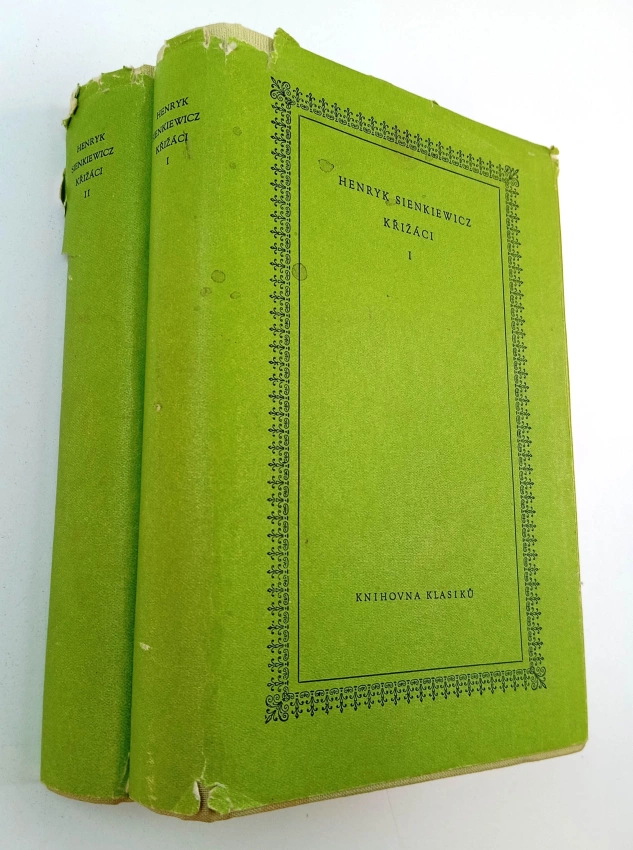 HENRYK
SIENKIEWICZ
KŘIŽÁCI
II
HENRYK
SIENKIEWICZ
KŘIŽÁCI
I
HENRYK SIENKIEWICZ
KŘIŽÁCI
I
KNIHOVNA KLASIKŮ